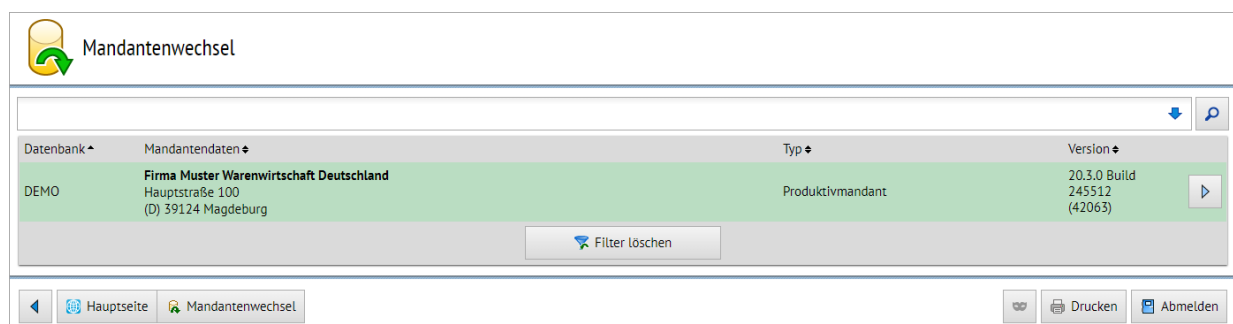 Mandantenwechsel
Datenbank Mandantendaten Typ Version
DEMO
Firma Muster Warenwirtschaft Deutschland
Hauptstraße 100
(D) 39124 Magdeburg
Produktivmandant
20.3.0 Build
245512
(42063)
Filter löschen
Hauptseite Mandantenwechsel Drucken Abmelden